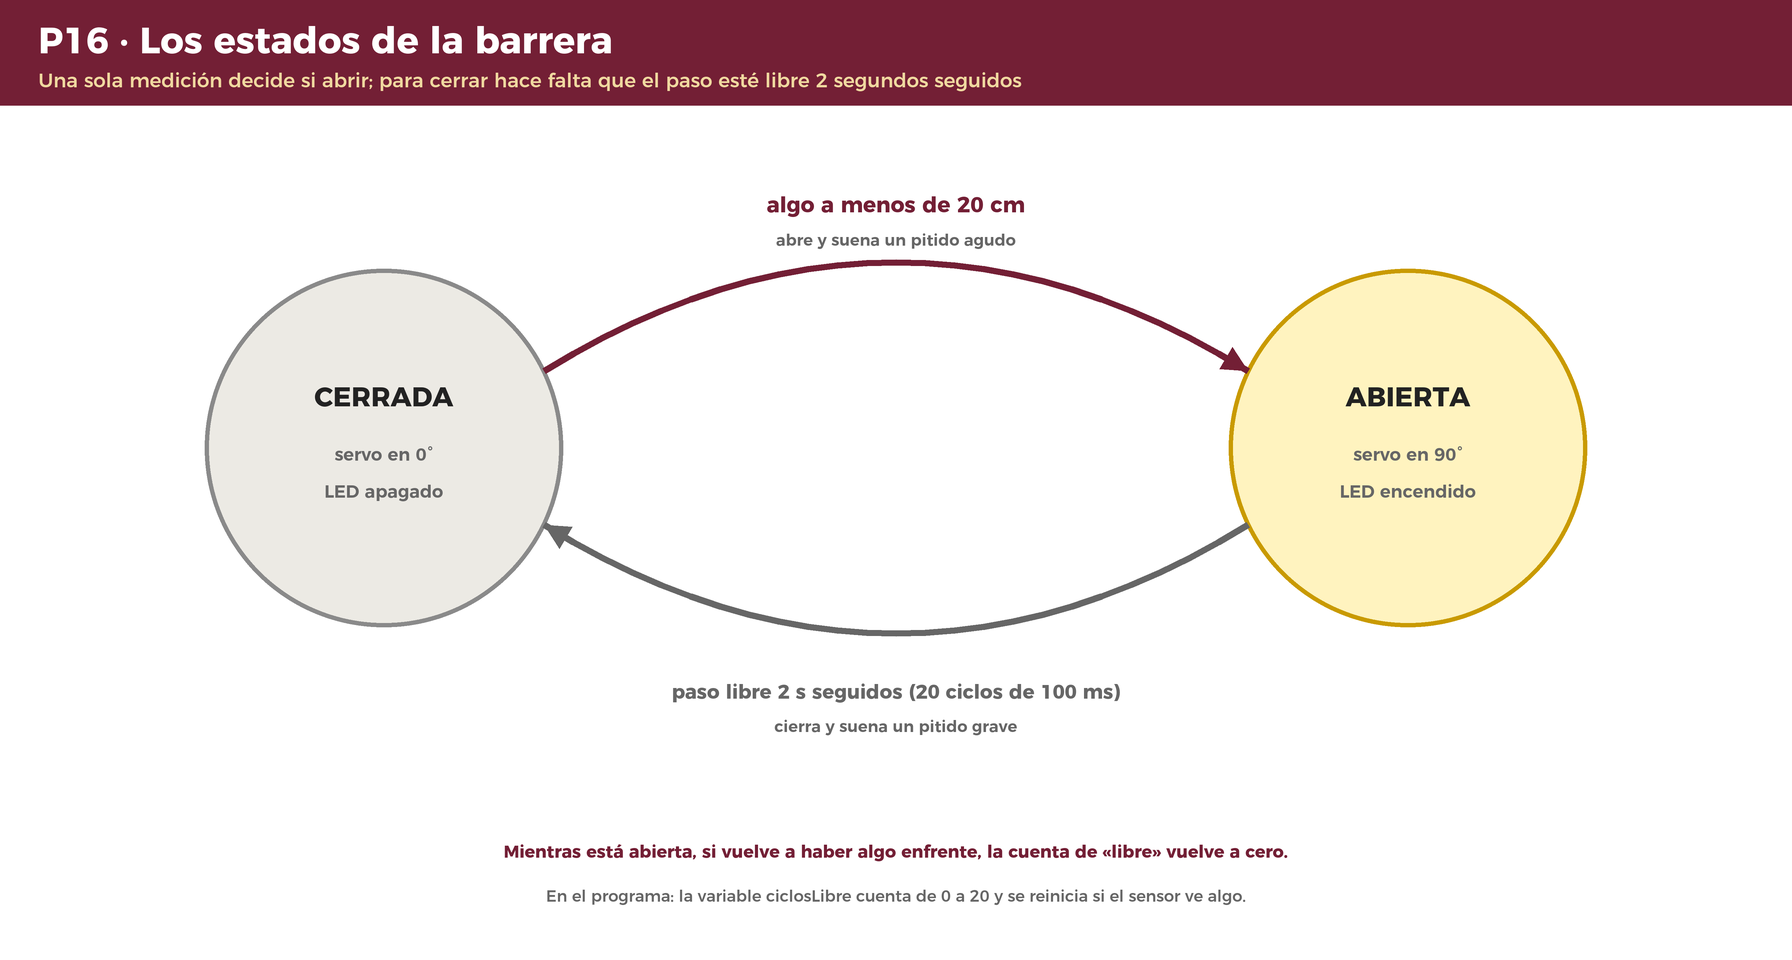 P16 · Los estados de la barrera
Una sola medición decide si abrir; para cerrar hace falta que el paso esté libre 2 segundos seguidos
algo a menos de 20 cm
abre y suena un pitido agudo
CERRADA
servo en 0°
LED apagado
ABIERTA
servo en 90°
LED encendido
paso libre 2 s seguidos (20 ciclos de 100 ms)
cierra y suena un pitido grave
Mientras está abierta, si vuelve a haber algo enfrente, la cuenta de «libre» vuelve a cero.
En el programa: la variable ciclosLibre cuenta de 0 a 20 y se reinicia si el sensor ve algo.